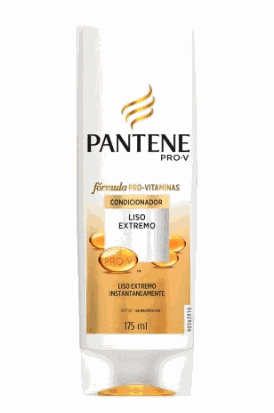 PANTENE
PRO-V
fórmula PRO-VITAMINAS
CONDICIONADOR
LISO
EXTREMO
PRO-V
LISO EXTREMO
INSTANTANEAMENTE
175 ml